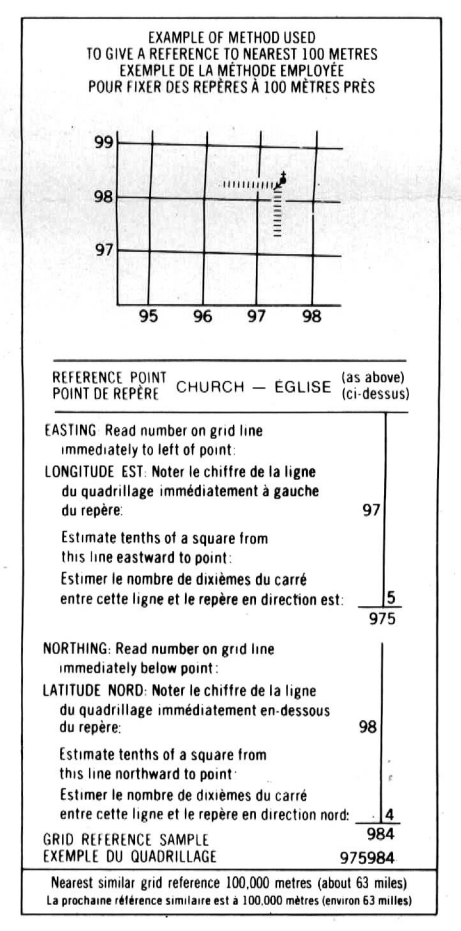 EXAMPLE OF METHOD USED
TO GIVE A REFERENCE TO NEAREST 100 METRES
EXEMPLE DE LA MÉTHODE EMPLOYÉE
POUR FIXER DES REPÈRES À 100 MÈTRES PRÈS
99
98
97
95 96 97 98
REFERENCE POINT
POINT DE REPÈRE
CHURCH — ÉGLISE
(as above)
(ci-dessus)
EASTING: Read number on grid line
immediately to left of point:
LONGITUDE EST: Noter le chiffre de la ligne
du quadrillage immédiatement à gauche
du repère: 97
Estimate tenths of a square from
this line eastward to point:
Estimer le nombre de dixièmes du carré
entre cette ligne et le repère en direction est: 5
975
NORTHING: Read number on grid line
immediately below point:
LATITUDE NORD: Noter le chiffre de la ligne
du quadrillage immédiatement en-dessous
du repère: 98
Estimate tenths of a square from
this line northward to point:
Estimer le nombre de dixièmes du carré
entre cette ligne et le repère en direction nord: 4
984
GRID REFERENCE SAMPLE
EXEMPLE DU QUADRILLAGE 975984
Nearest similar grid reference 100,000 metres (about 63 miles)
La prochaine référence similaire est à 100,000 mètres (environ 63 milles)